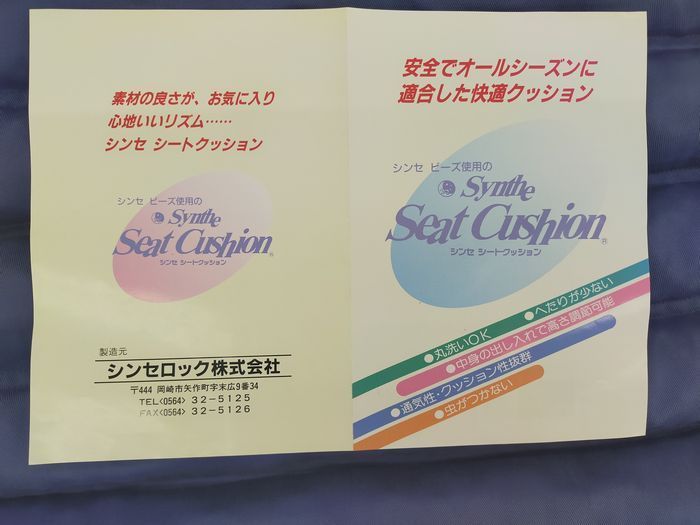 素材の良さが、お気に入り
心地いいリズム……
シンセ シートクッション
シンセ ビーズ使用の
Synthe
Seat Cushion®
シンセ シートクッション
製造元
シンセロック株式会社
〒444 岡崎市矢作町字末広9番34
TEL<0564> 32-5125
FAX<0564> 32-5126
安全でオールシーズンに
適合した快適クッション
シンセ ビーズ使用の
Synthe
Seat Cushion®
シンセ シートクッション
●丸洗いOK ●へたりが少ない
●中身の出し入れで高さ調節可能
●通気性・クッション性抜群
●虫がつかない